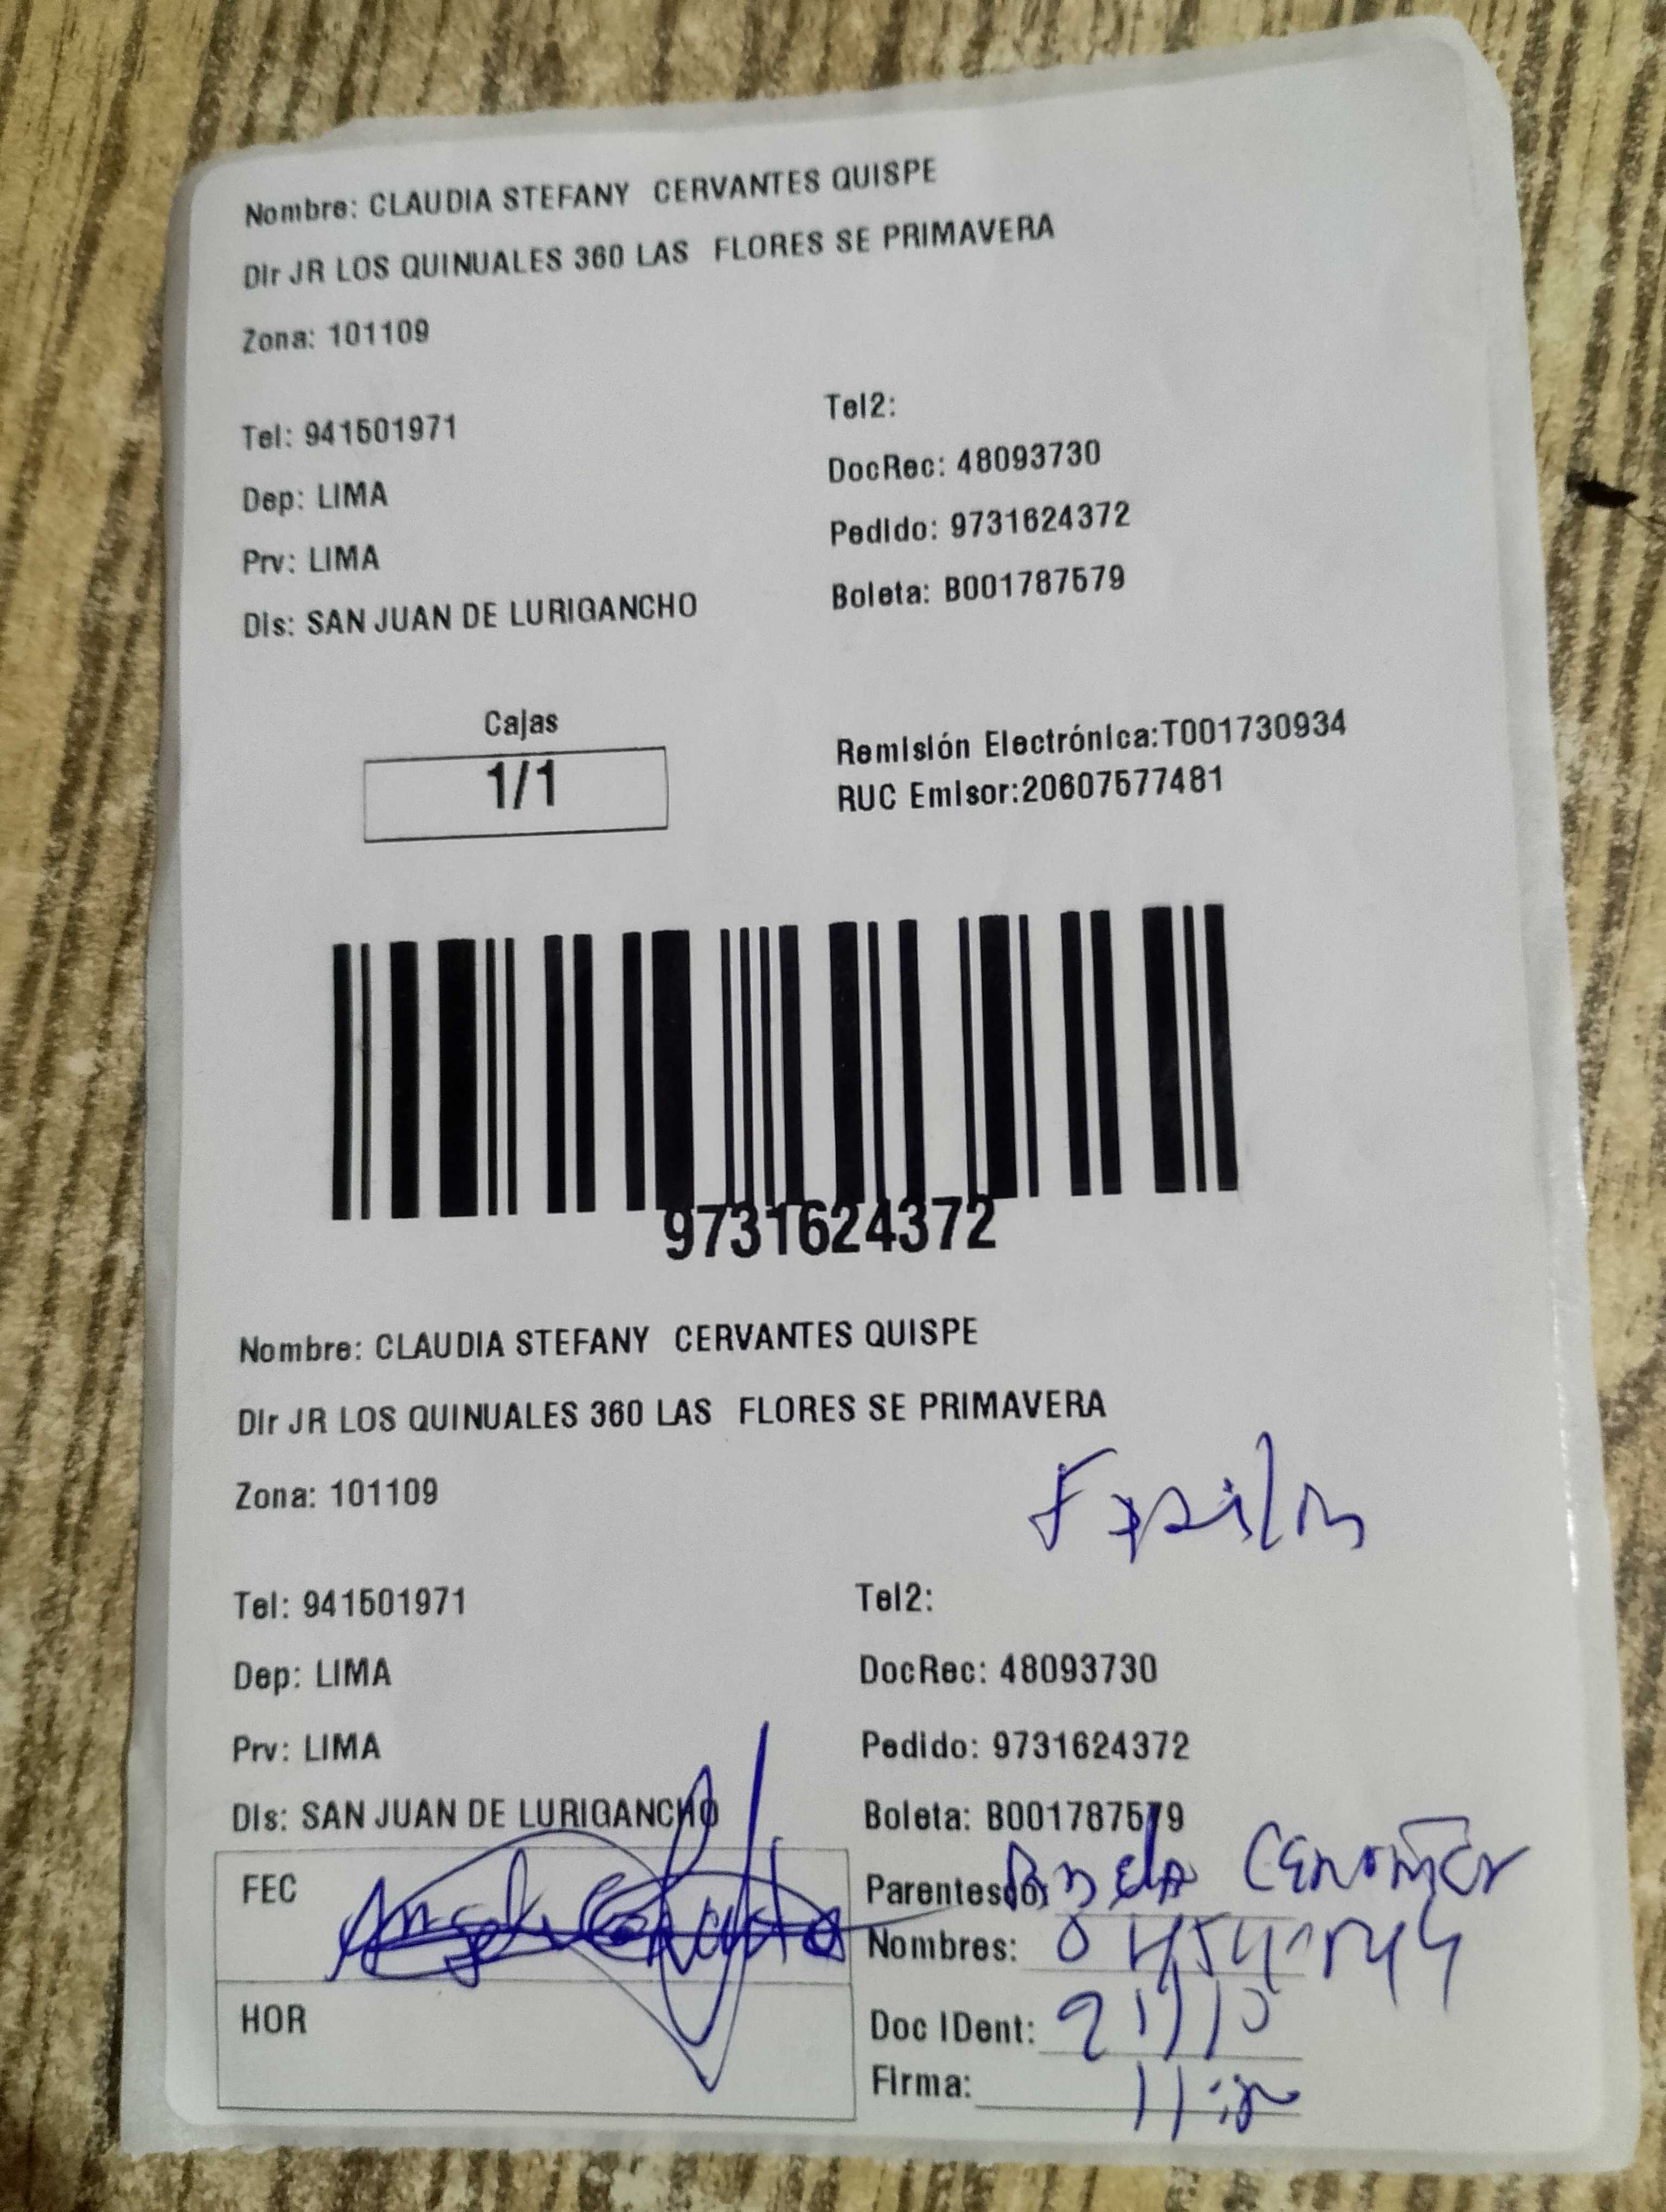 Nombre: CLAUDIA STEFANY CERVANTES QUISPE
Dir JR LOS QUINUALES 360 LAS FLORES SE PRIMAVERA
Zona: 101109
Tel: 941501971
Tel2:
Dep: LIMA
DocRec: 48093730
Prv: LIMA
Pedido: 9731624372
Dis: SAN JUAN DE LURIGANCHO
Boleta: B001787579
Cajas
1/1
Remisión Electrónica:T001730934
RUC Emisor:20607577481
9731624372
Nombre: CLAUDIA STEFANY CERVANTES QUISPE
Dir JR LOS QUINUALES 360 LAS FLORES SE PRIMAVERA
Zona: 101109
Tel: 941501971
Tel2:
Dep: LIMA
DocRec: 48093730
Prv: LIMA
Pedido: 9731624372
Dis: SAN JUAN DE LURIGANCHO
Boleta: B001787579
FEC
HOR
Parentesco:
Nombres:
Doc IDent: 21/10
Firma: